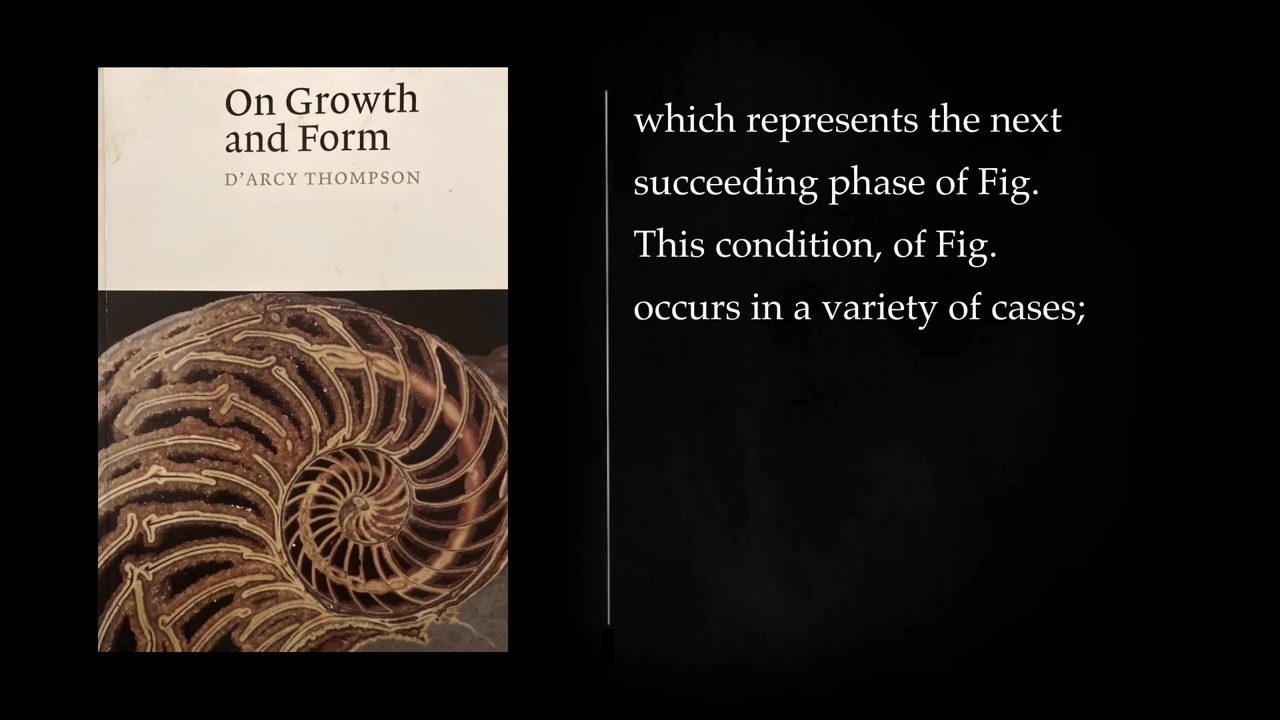 On Growth
and Form
D'ARCY THOMPSON
which represents the next
succeeding phase of Fig.
This condition, of Fig.
occurs in a variety of cases;